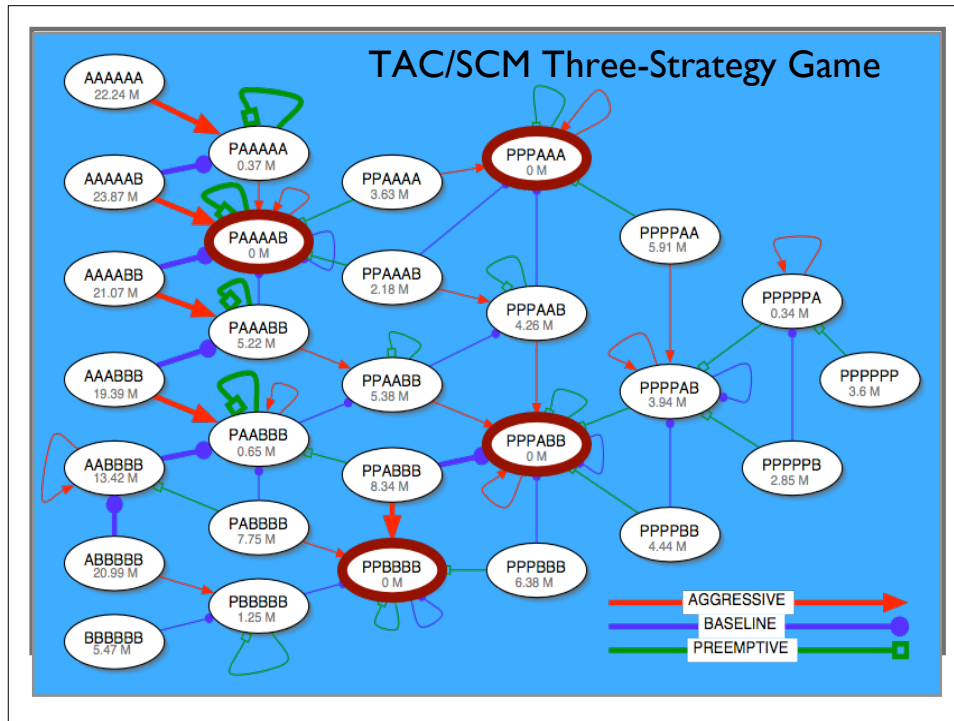 TAC/SCM Three-Strategy Game
AAAAAA
22.24 M
PAAAAA
0.37 M
AAAAAB
23.87 M
PPAAAA
3.63 M
PPPAAA
0 M
PAAAAB
0 M
PPPPAA
5.91 M
AAAABB
21.07 M
PPAAAB
2.18 M
PPPPPA
0.34 M
PPPAAB
4.26 M
PAAABB
5.22 M
AAABBB
19.39 M
PPAABB
5.38 M
PPPPAB
3.94 M
PPPPPP
3.6 M
PAABBB
0.65 M
PPPABB
0 M
AABBBB
13.42 M
PPABBB
8.34 M
PPPPPB
2.85 M
PABBBB
7.75 M
PPPPBB
4.44 M
ABBBBB
20.99 M
PPBBBB
0 M
PPPBBB
6.38 M
PBBBBB
1.25 M
BBBBBB
5.47 M
AGGRESSIVE
BASELINE
PREEMPTIVE